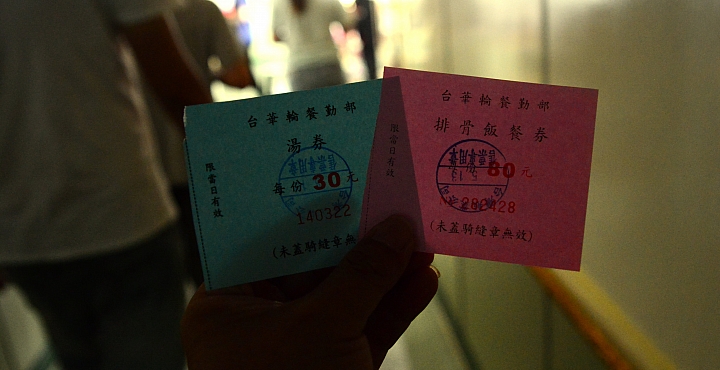 台華輪餐勤部
湯券
每份 30 元
140322
(未蓋騎縫章無效)
限當日有效
台華輪餐勤部
排骨飯餐券
80 元
282428
(未蓋騎縫章無效)
限當日有效